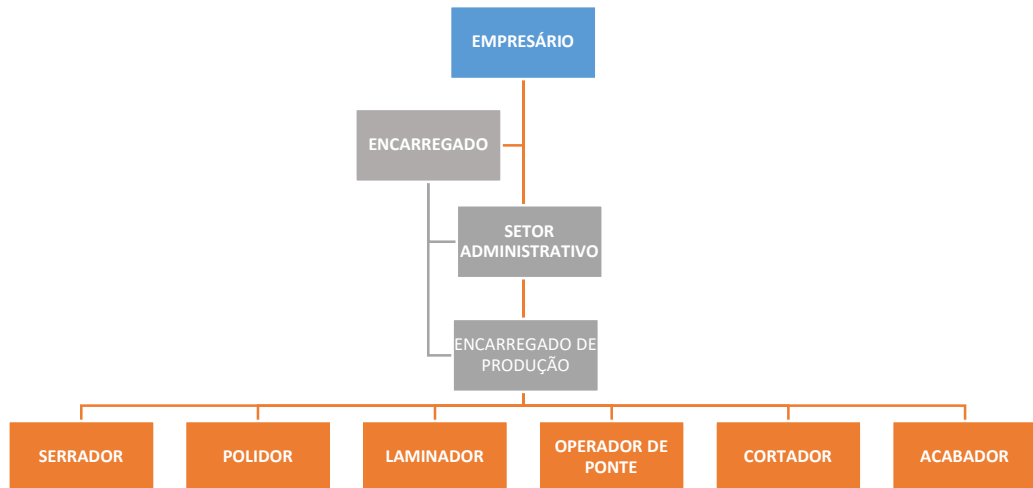 EMPRESÁRIO
ENCARREGADO
SETOR
ADMINISTRATIVO
ENCARREGADO DE
PRODUÇÃO
SERRADOR
POLIDOR
LAMINADOR
OPERADOR DE
PONTE
CORTADOR
ACABADOR